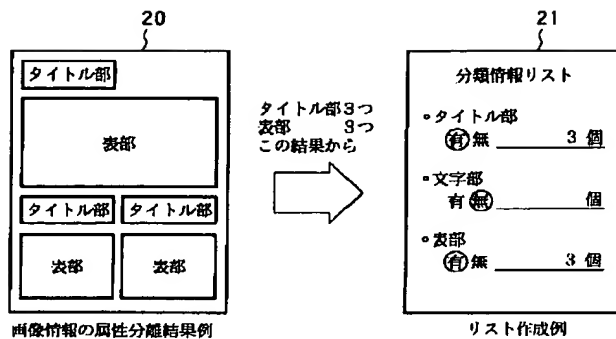 20
タイトル部
表部
タイトル部 タイトル部
表部 表部
画像情報の属性分離結果例
タイトル部3つ
表部 3つ
この結果から
21
分類情報リスト
•タイトル部
有 無 3 個
•文字部
有 無 個
•表部
有 無 3 個
リスト作成例